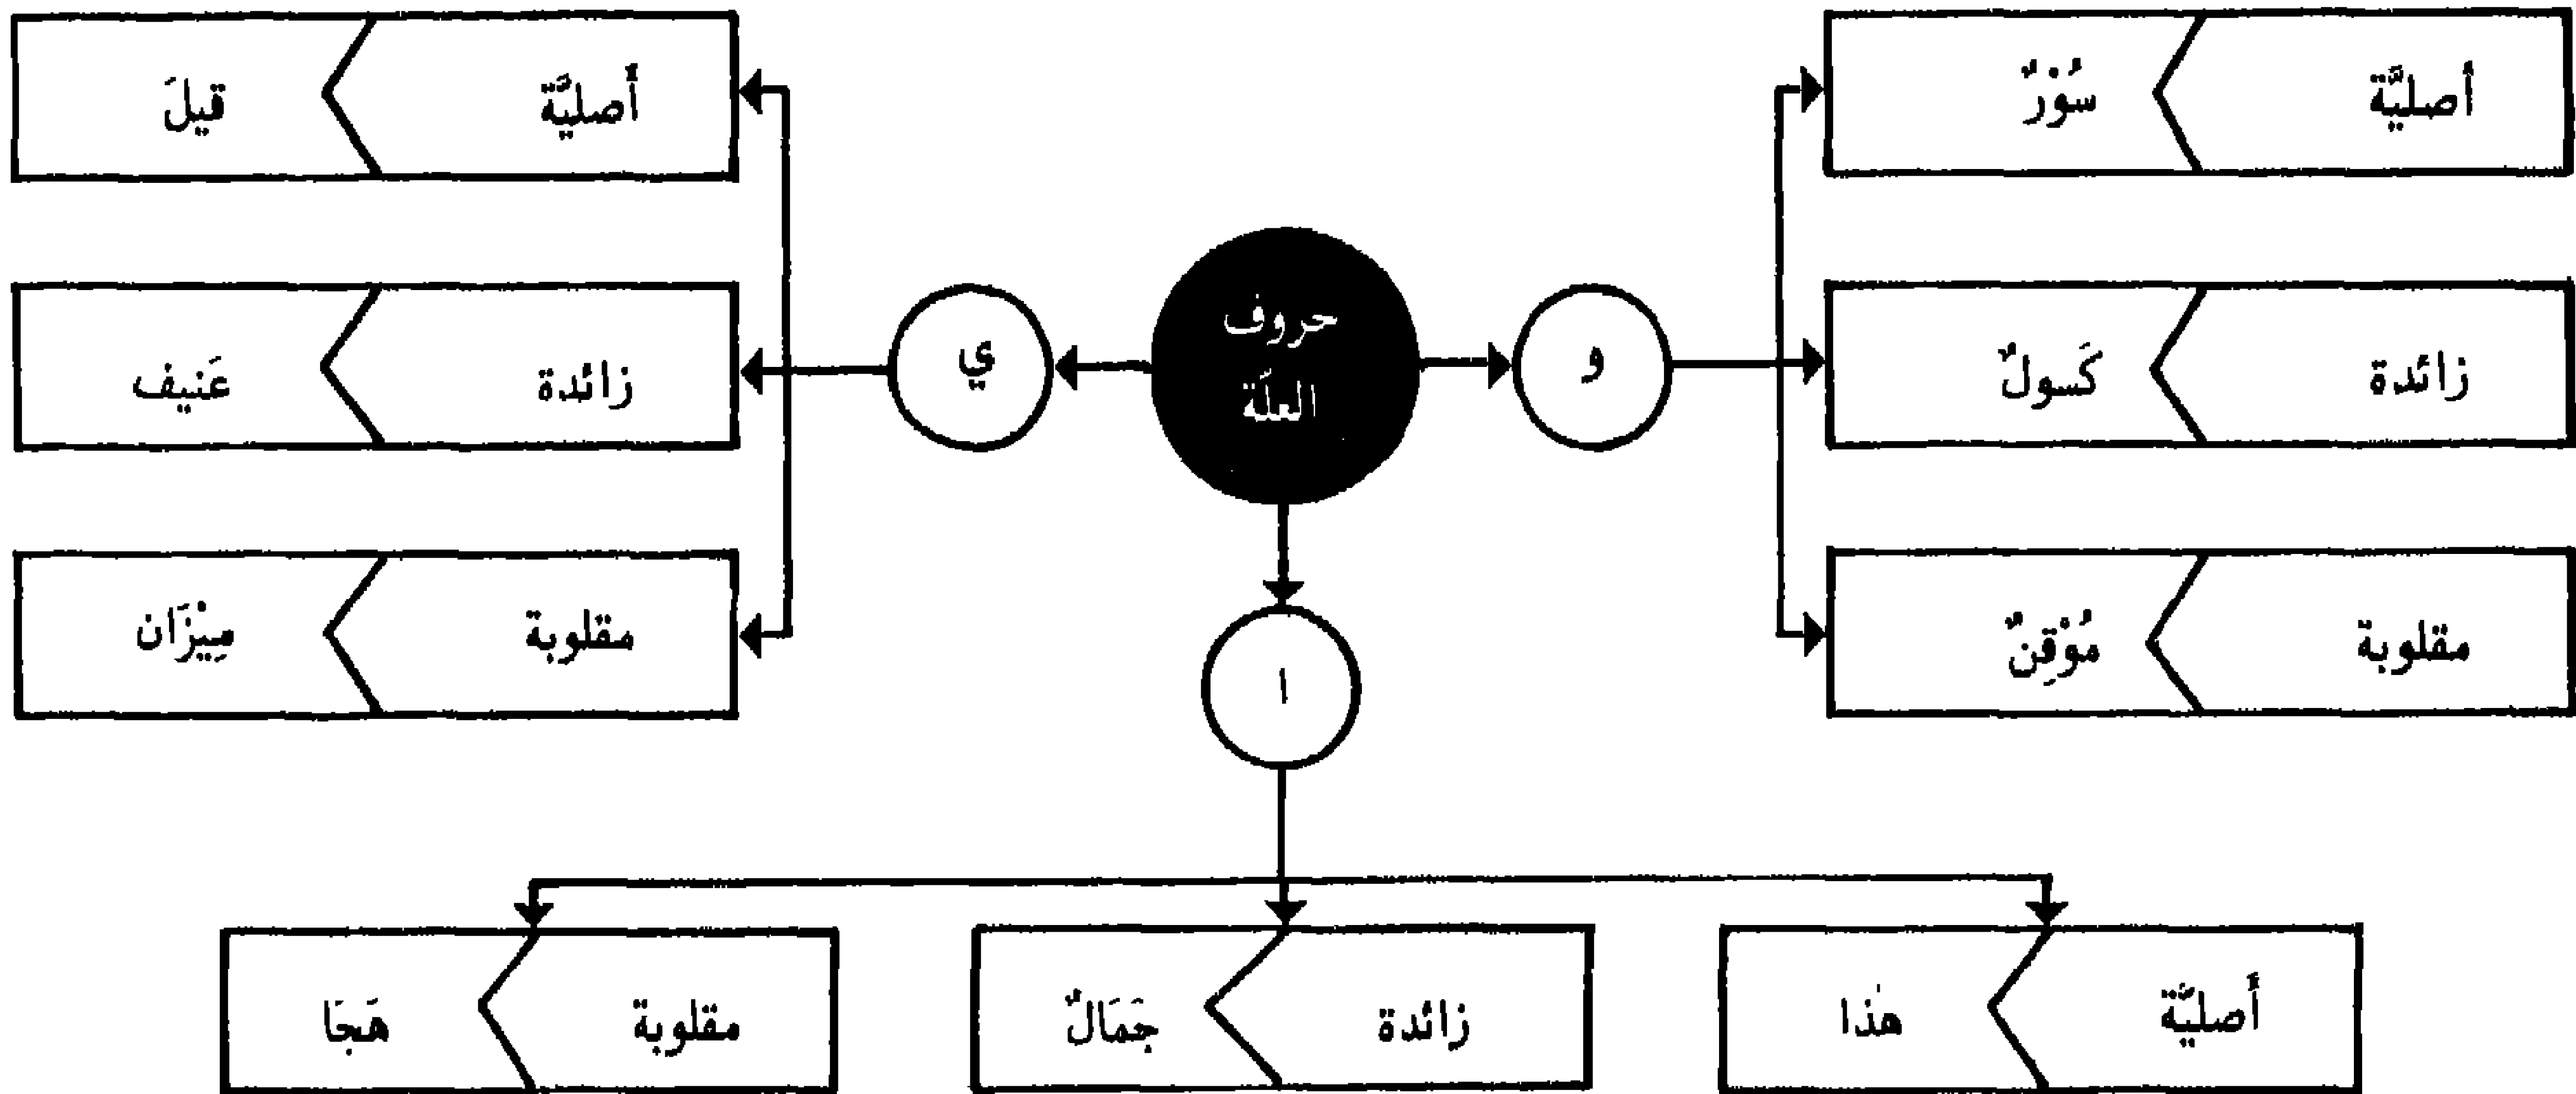 حروف
العلّة
و
أصليَّة سُوْرٌ
زائدة كَسولٌ
مقلوبة مُوْقِنٌ
ي
أصليَّة قيلَ
زائدة عَنيف
مقلوبة مِيْزَان
ا
أصليَّة هٰذا
زائدة جَمَالٌ
مقلوبة هَجَا